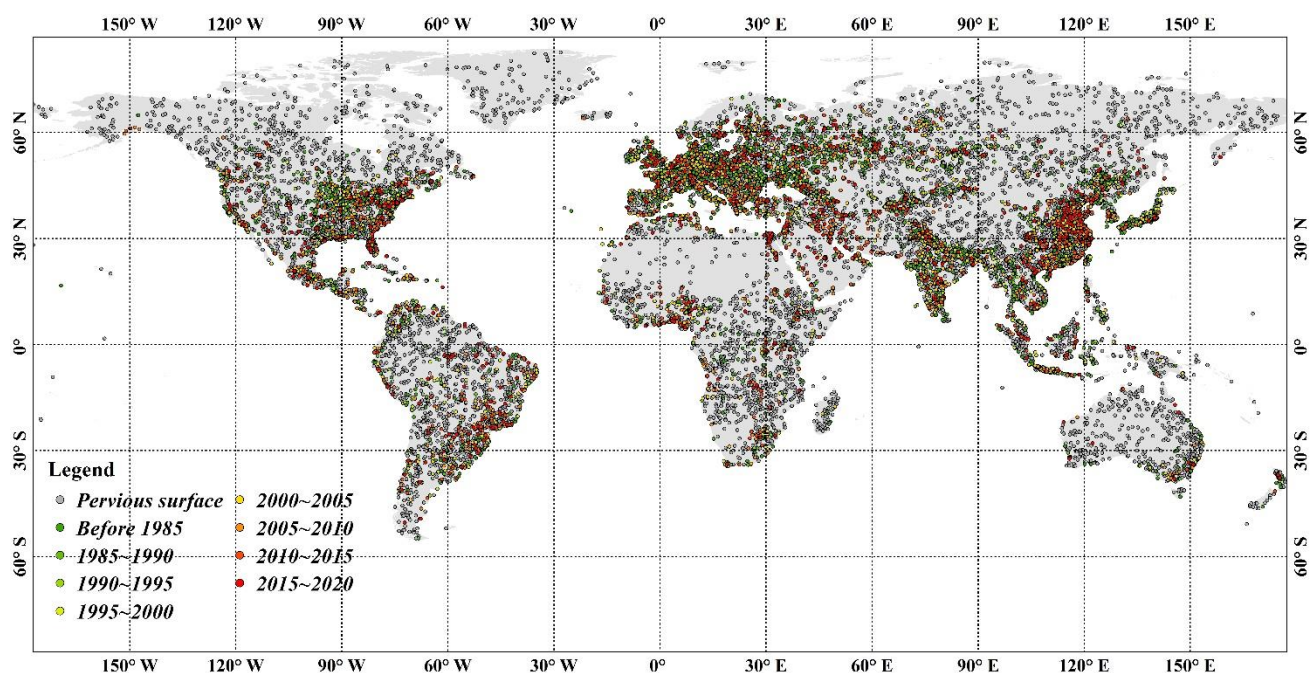 150° W 120° W 90° W 60° W 30° W 0° 30° E 60° E 90° E 120° E 150° E
60° N 60° N
30° N 30° N
0° 0°
30° S 30° S
Legend
Pervious surface 2000~2005
Before 1985 2005~2010
1985~1990 2010~2015
1990~1995 2015~2020
1995~2000
60° S 60° S
150° W 120° W 90° W 60° W 30° W 0° 30° E 60° E 90° E 120° E 150° E